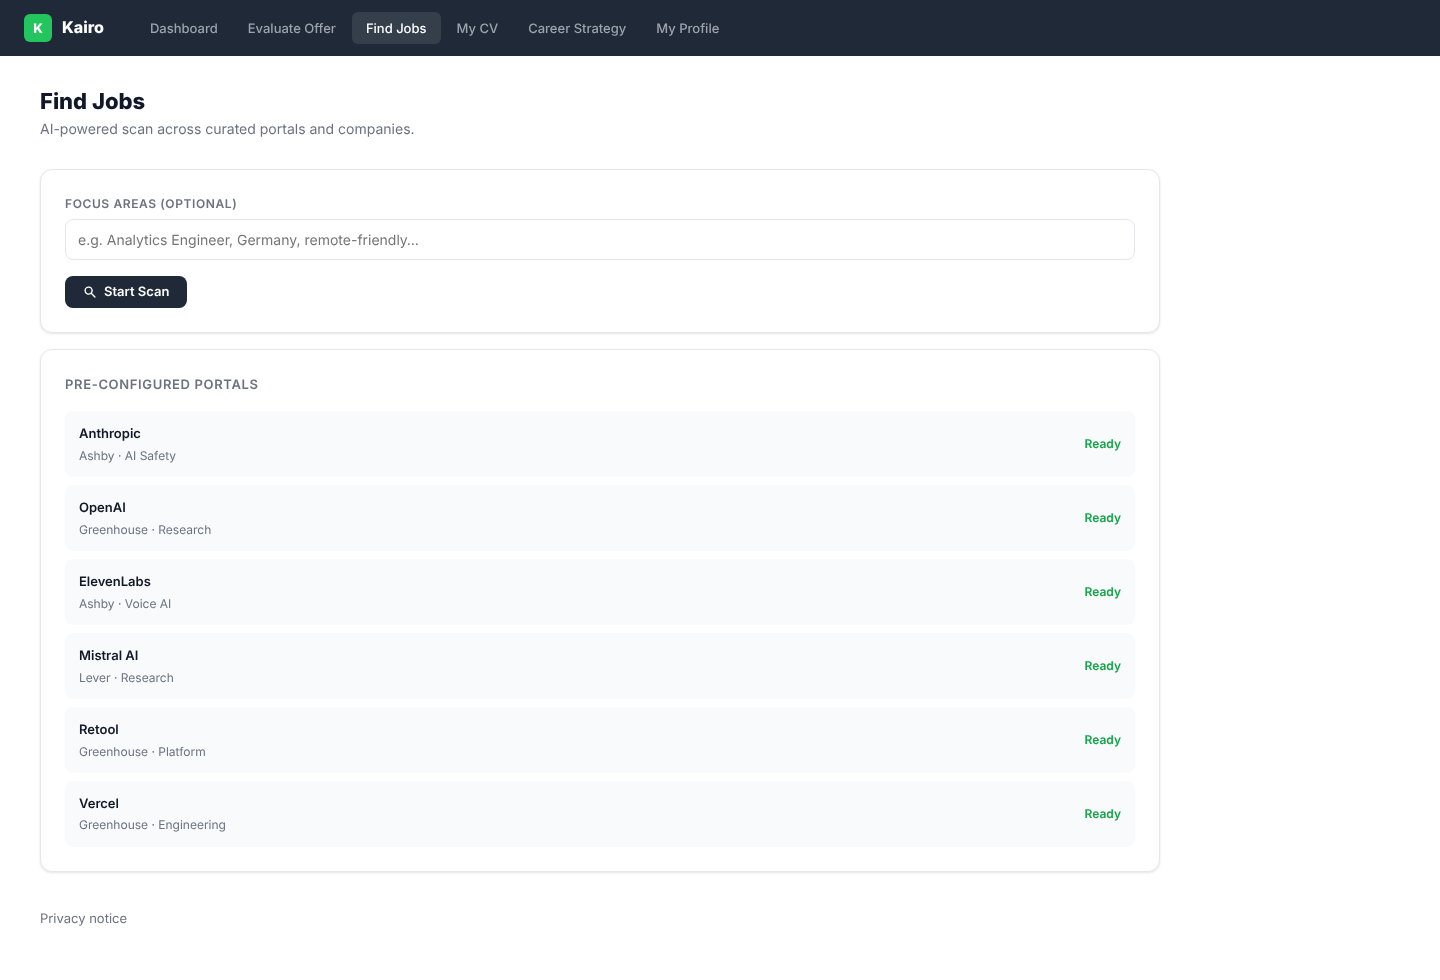 K Kairo Dashboard Evaluate Offer Find Jobs My CV Career Strategy My Profile
Find Jobs
AI-powered scan across curated portals and companies.
FOCUS AREAS (OPTIONAL)
e.g. Analytics Engineer, Germany, remote-friendly...
Start Scan
PRE-CONFIGURED PORTALS
Anthropic
Ashby · AI Safety
Ready
OpenAI
Greenhouse · Research
Ready
ElevenLabs
Ashby · Voice AI
Ready
Mistral AI
Lever · Research
Ready
Retool
Greenhouse · Platform
Ready
Vercel
Greenhouse · Engineering
Ready
Privacy notice